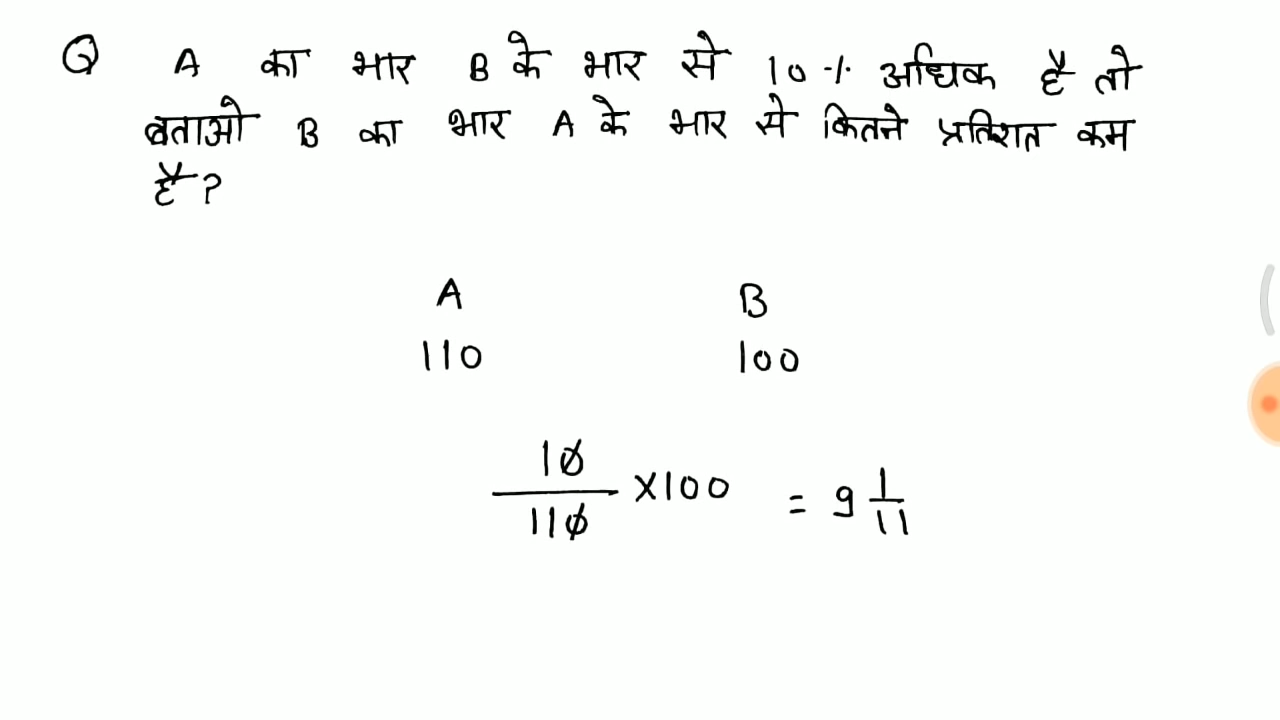 Q A का भार B के भार से 10% अधिक है तो
बताओ B का भार A के भार से कितने प्रतिशत कम
है?
A B
110 100
10/110 ×100 = 9 1/11